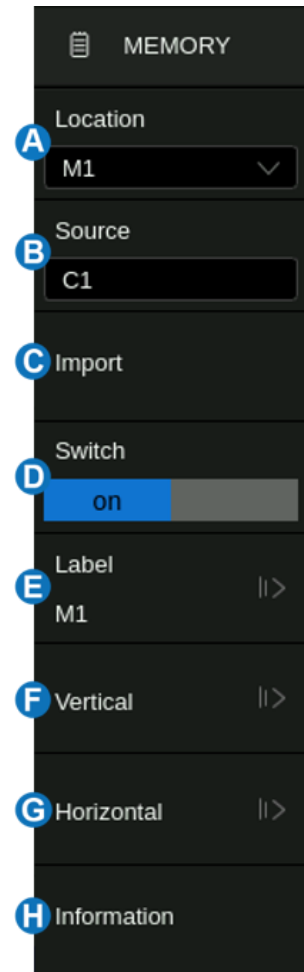 MEMORY
Location
A
M1
Source
B
C1
C Import
Switch
D
on
Label
E
M1
F Vertical
G Horizontal
H Information